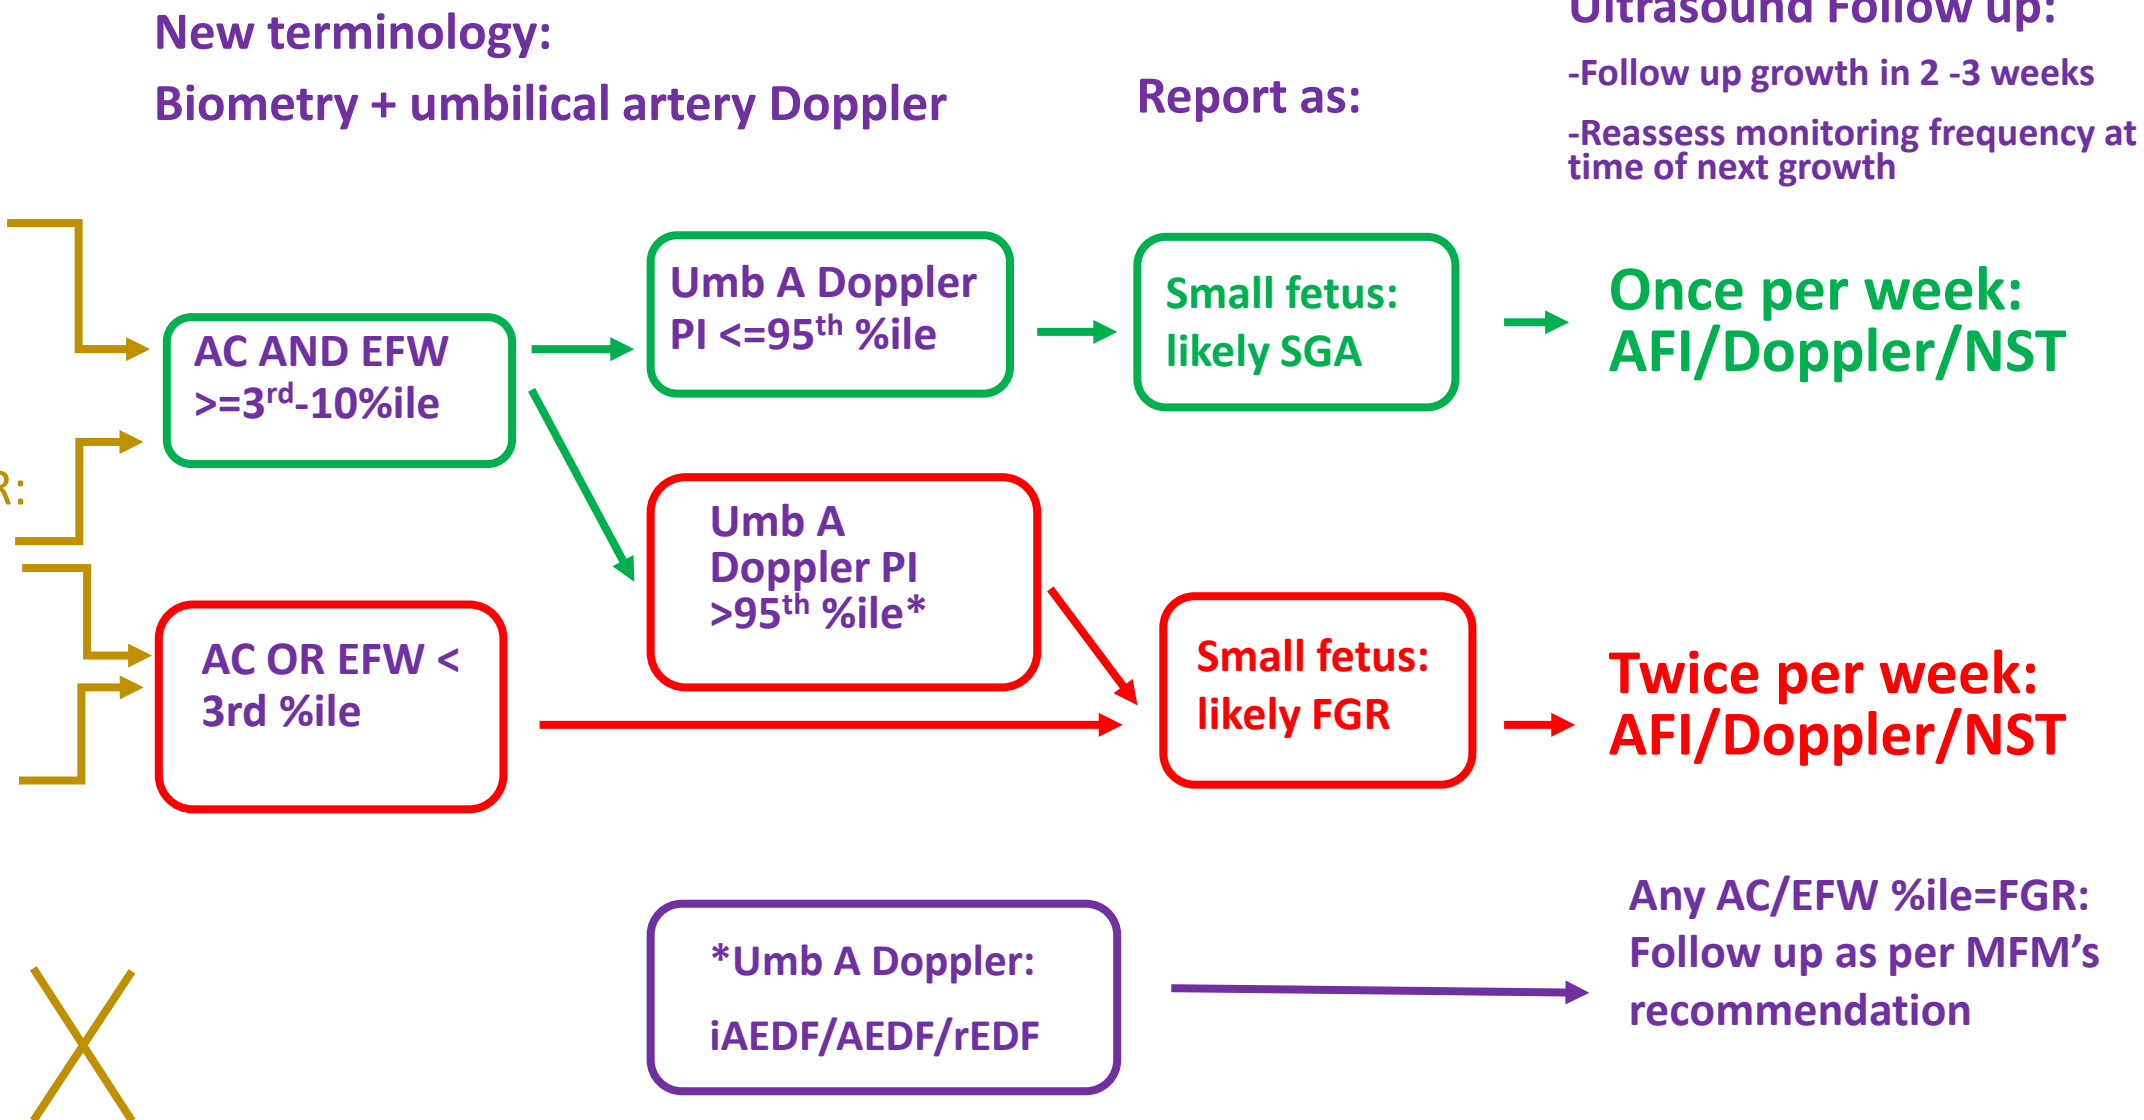 New terminology:
Biometry + umbilical artery Doppler
Report as:
Ultrasound Follow up:
-Follow up growth in 2 -3 weeks
-Reassess monitoring frequency at
time of next growth
R:
AC AND EFW
>=3rd-10%ile
Umb A Doppler
PI <=95th %ile
Small fetus:
likely SGA
Once per week:
AFI/Doppler/NST
Umb A
Doppler PI
>95th %ile*
AC OR EFW <
3rd %ile
Small fetus:
likely FGR
Twice per week:
AFI/Doppler/NST
*Umb A Doppler:
iAEDF/AEDF/rEDF
Any AC/EFW %ile=FGR:
Follow up as per MFM’s
recommendation